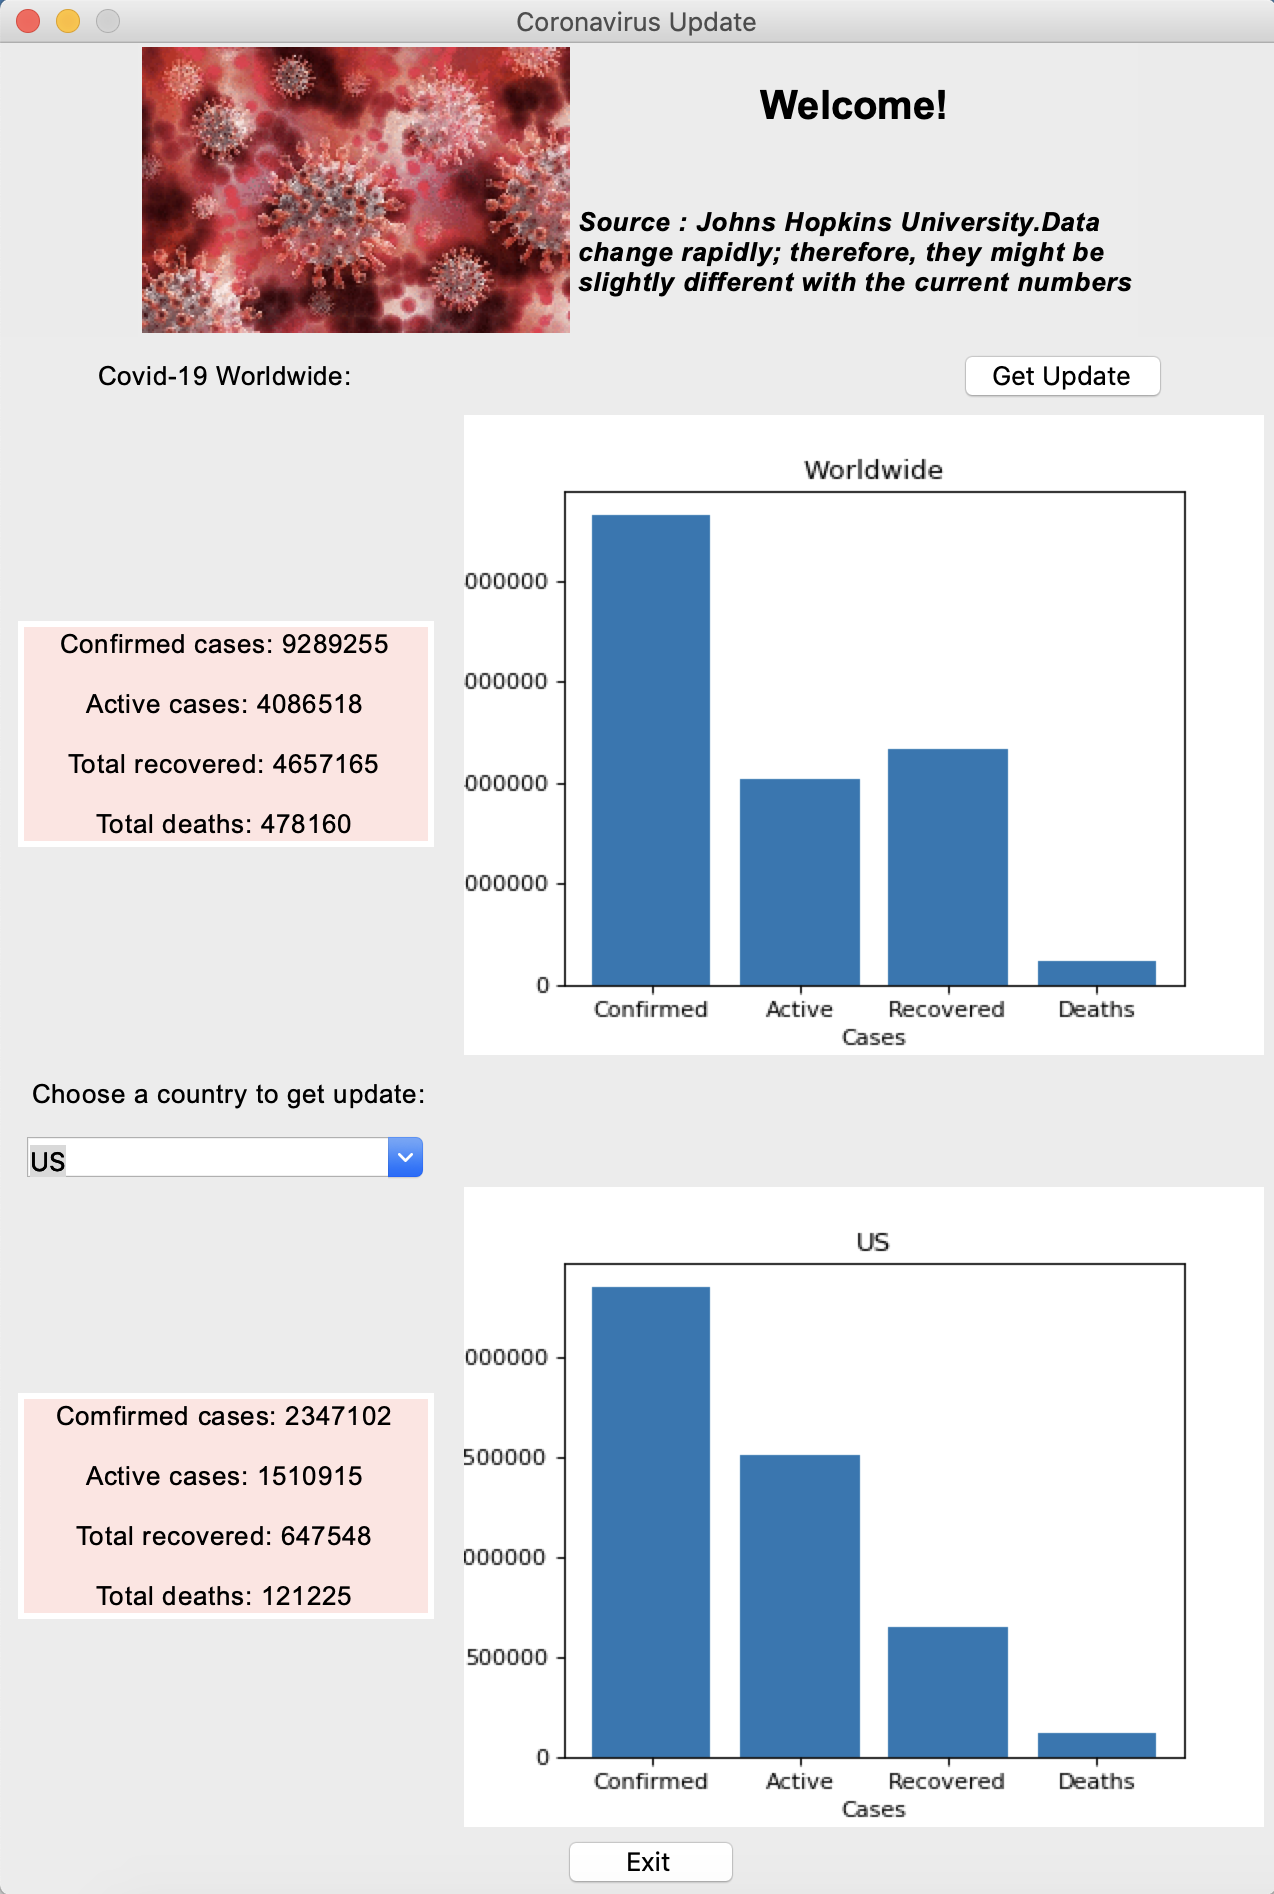 Coronavirus Update
Welcome!
Source : Johns Hopkins University.Data
change rapidly; therefore, they might be
slightly different with the current numbers
Covid-19 Worldwide:
Get Update
Worldwide
000000
000000
000000
000000
0
Confirmed Active Recovered Deaths
Cases
Confirmed cases: 9289255
Active cases: 4086518
Total recovered: 4657165
Total deaths: 478160
Choose a country to get update:
US
US
000000
500000
000000
500000
0
Confirmed Active Recovered Deaths
Cases
Comfirmed cases: 2347102
Active cases: 1510915
Total recovered: 647548
Total deaths: 121225
Exit